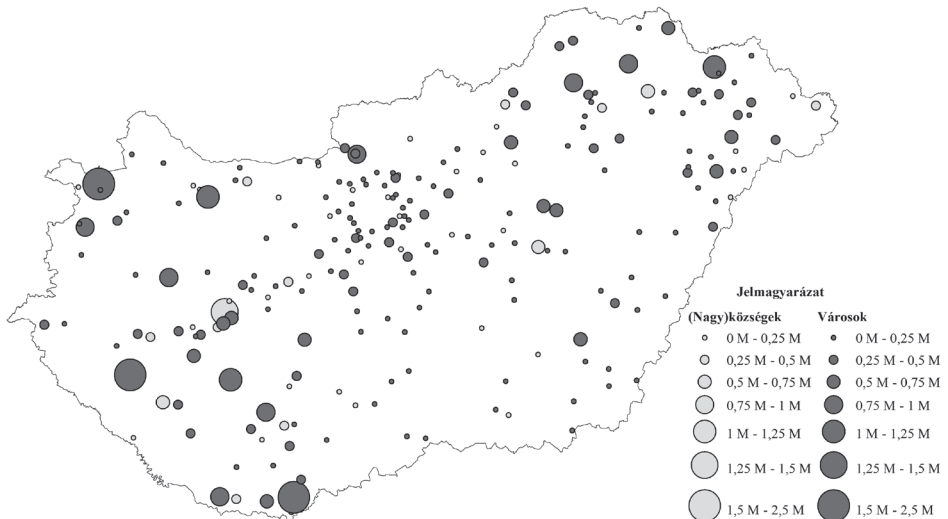 Jelmagyarázat
(Nagy)községek Városok
0 M - 0,25 M 0 M - 0,25 M
0,25 M - 0,5 M 0,25 M - 0,5 M
0,5 M - 0,75 M 0,5 M - 0,75 M
0,75 M - 1 M 0,75 M - 1 M
1 M - 1,25 M 1 M - 1,25 M
1,25 M - 1,5 M 1,25 M - 1,5 M
1,5 M - 2,5 M 1,5 M - 2,5 M